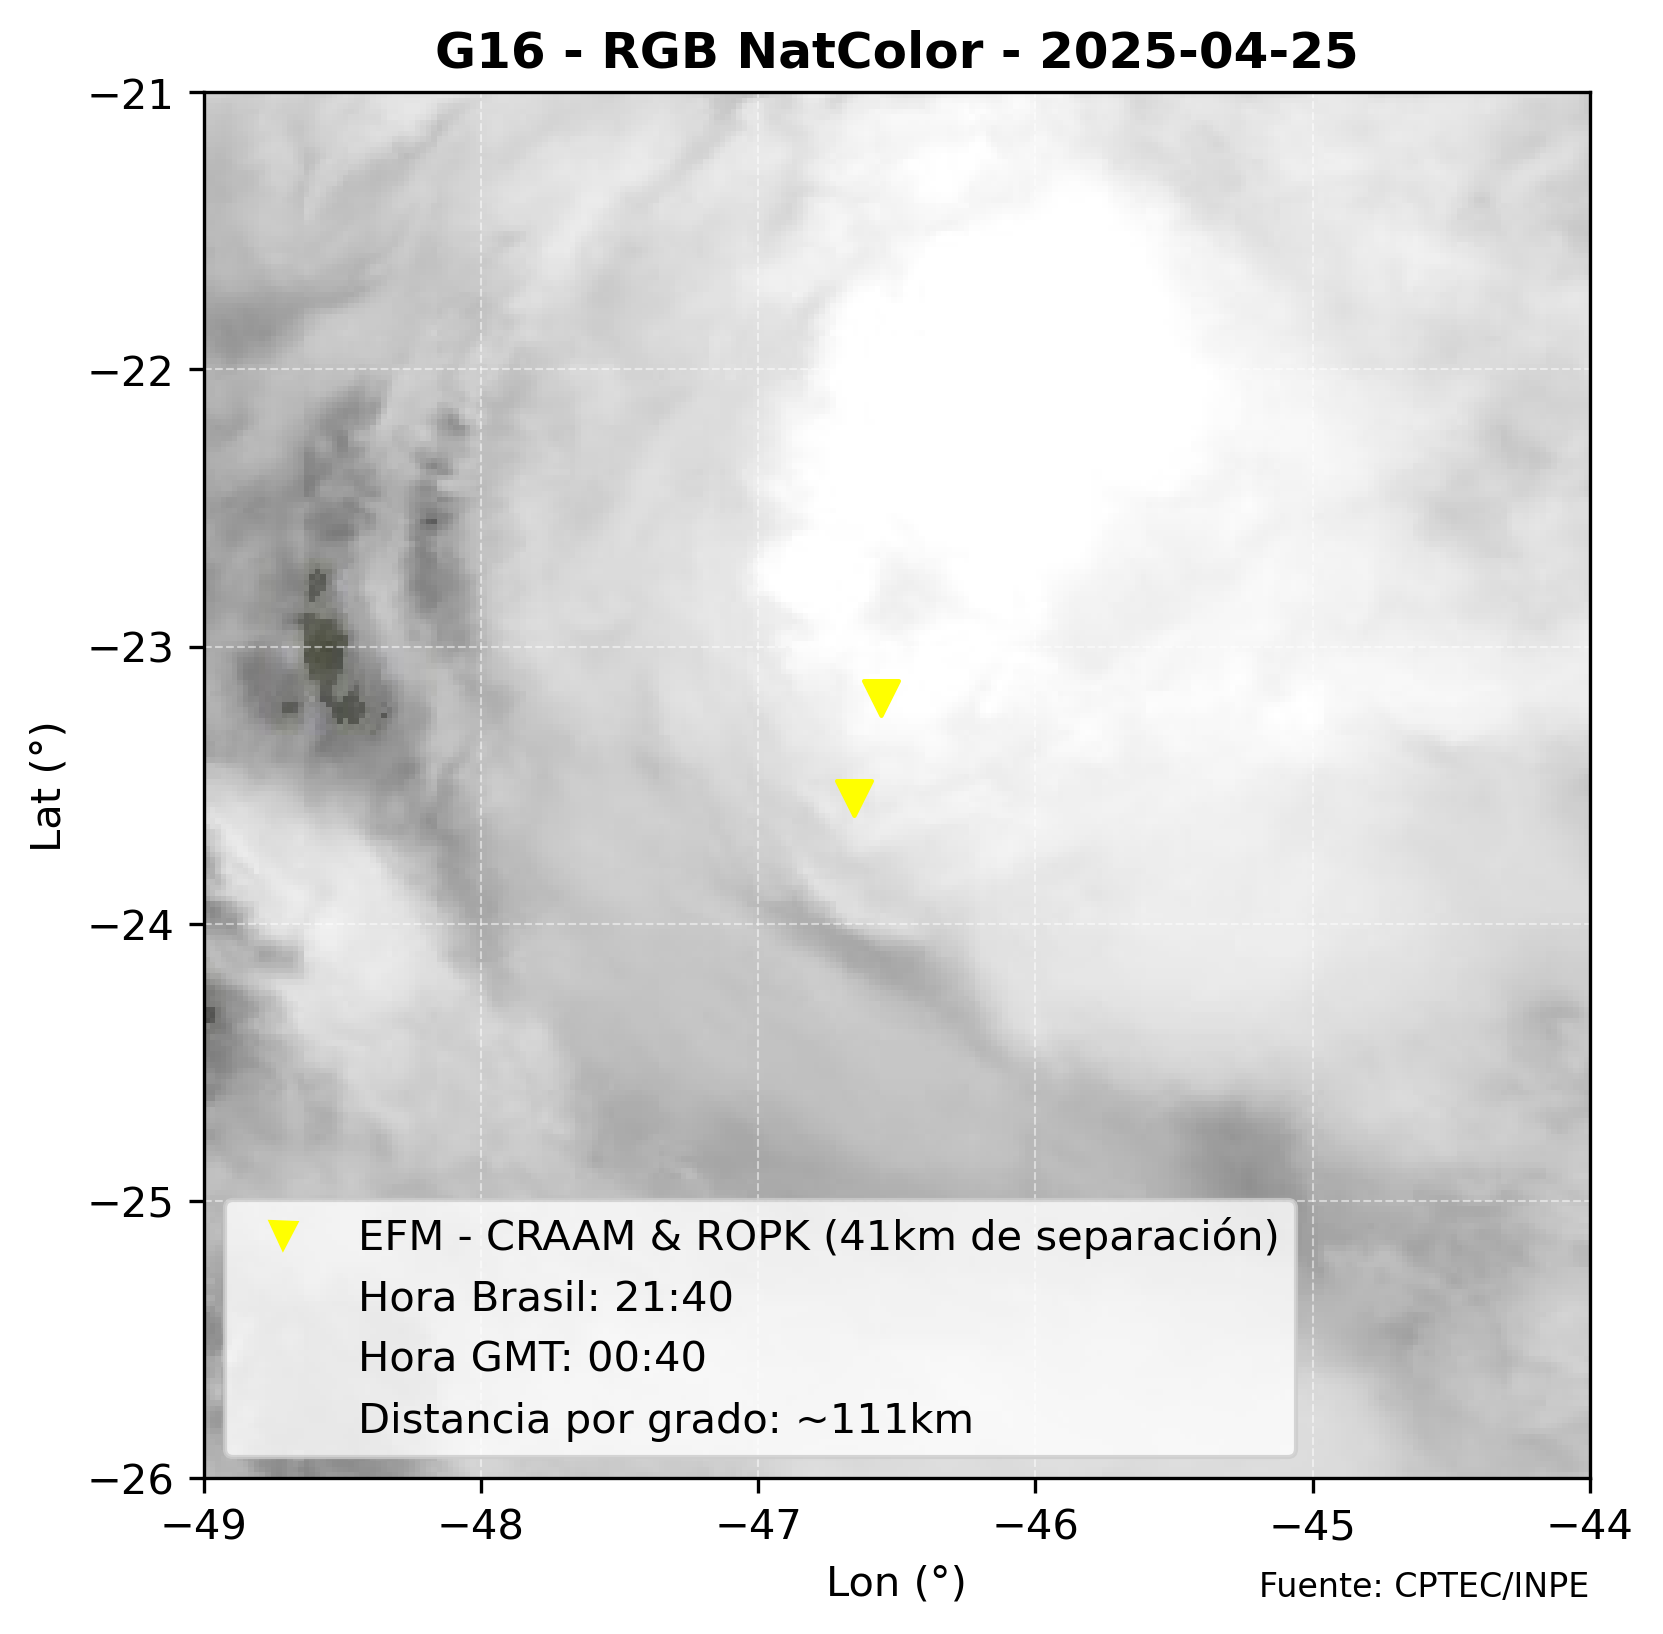 G16 - RGB NatColor - 2025-04-25
−21
−22
−23
−24
−25
−26
Lat (°)
EFM - CRAAM & ROPK (41km de separación)
Hora Brasil: 21:40
Hora GMT: 00:40
Distancia por grado: ~111km
−49 −48 −47 −46 −45 −44
Lon (°)
Fuente: CPTEC/INPE